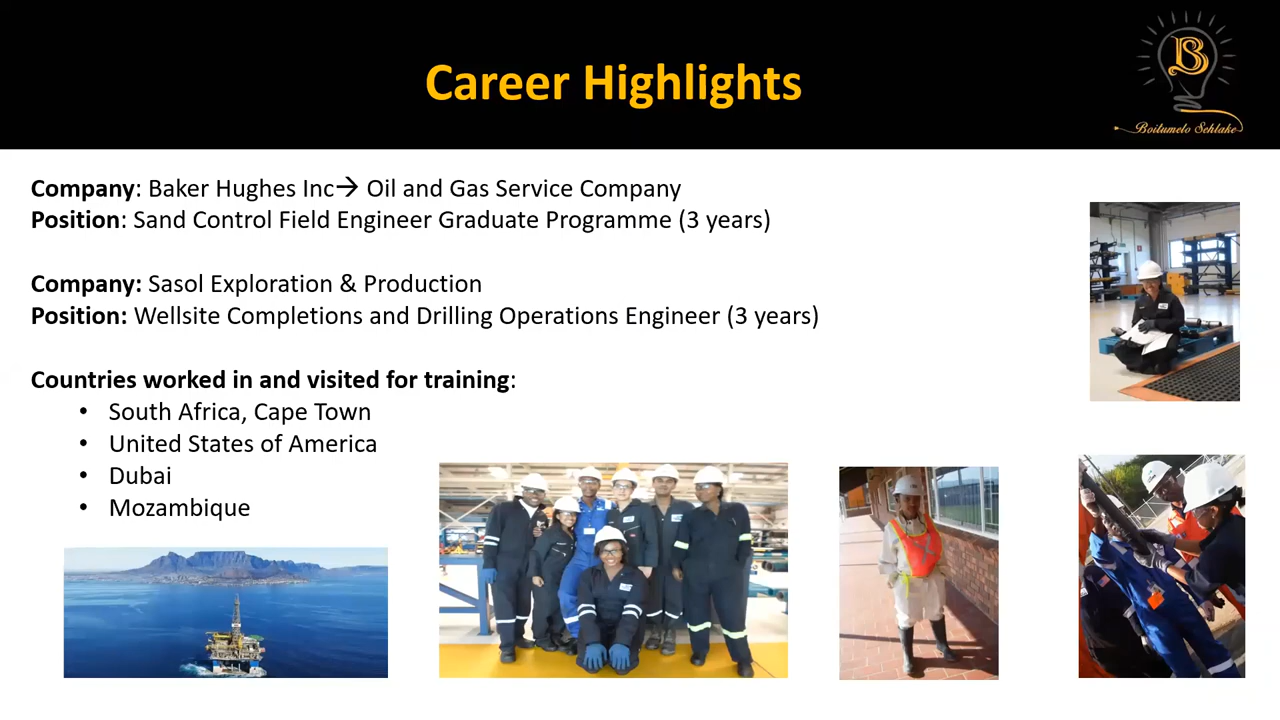 Career Highlights
B
Boitumelo Sehlake
Company: Baker Hughes Inc→ Oil and Gas Service Company
Position: Sand Control Field Engineer Graduate Programme (3 years)
Company: Sasol Exploration & Production
Position: Wellsite Completions and Drilling Operations Engineer (3 years)
Countries worked in and visited for training:
• South Africa, Cape Town
• United States of America
• Dubai
• Mozambique